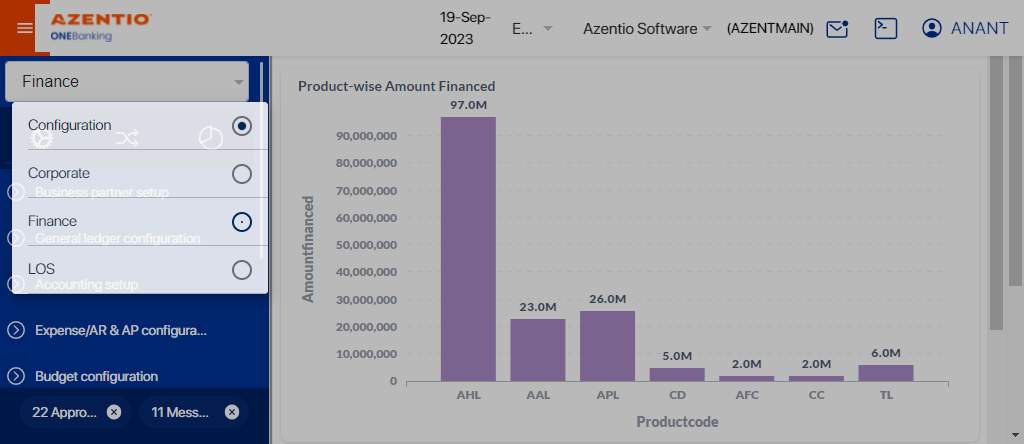 AZENTIO
ONEBanking
19-Sep-
2023
E...
Azentio Software
(AZENTMAIN)
ANANT
Finance
Configuration
Corporate
Business partner setup
Finance
General ledger configuration
LOS
Accounting setup
Expense/AR & AP configura...
Budget configuration
22 Appro...
11 Mess...
Product-wise Amount Financed
97.0M
90,000,000
80,000,000
70,000,000
60,000,000
50,000,000
40,000,000
30,000,000
20,000,000
10,000,000
0
Amountfinanced
23.0M
26.0M
5.0M
2.0M
2.0M
6.0M
AHL
AAL
APL
CD
AFC
CC
TL
Productcode